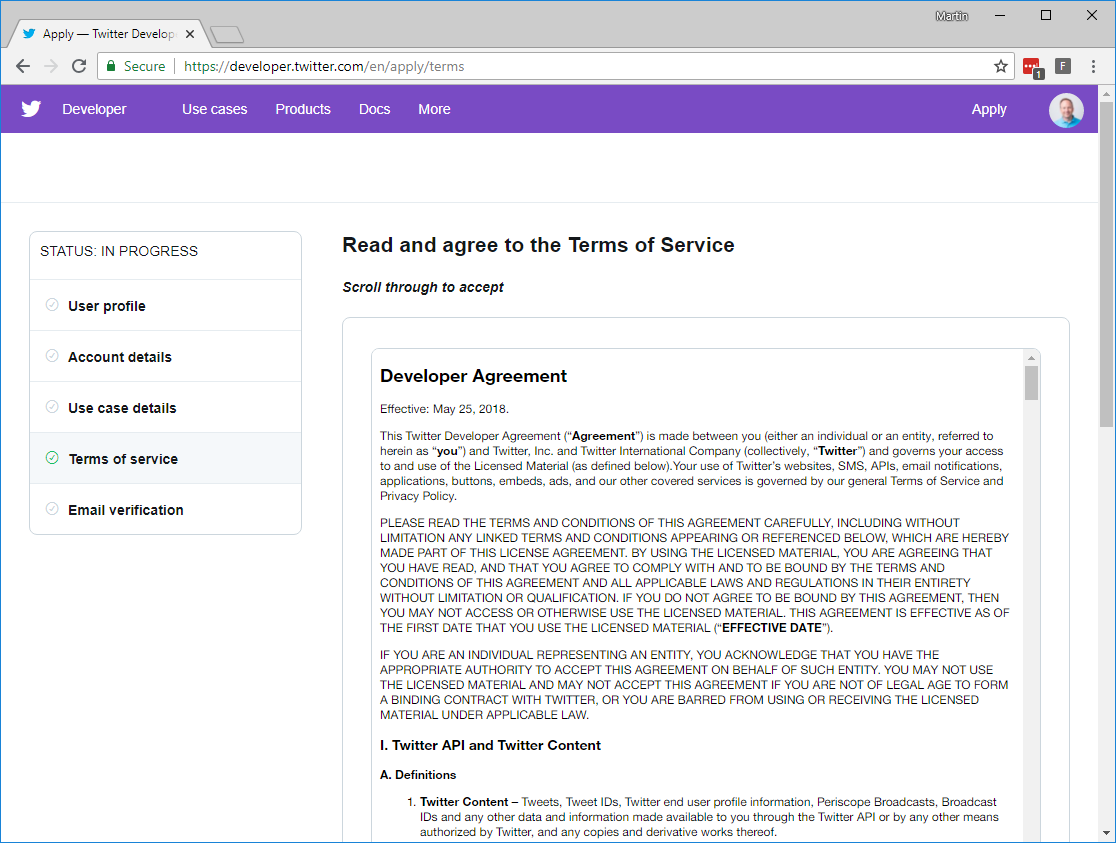 Martin
Apply — Twitter Develop
Secure
https://developer.twitter.com/en/apply/terms
1
F
Developer
Use cases
Products
Docs
More
Apply
STATUS: IN PROGRESS
User profile
Account details
Use case details
Terms of service
Email verification
Read and agree to the Terms of Service
Scroll through to accept
Developer Agreement
Effective: May 25, 2018.
This Twitter Developer Agreement (“Agreement”) is made between you (either an individual or an entity, referred to
herein as “you”) and Twitter, Inc. and Twitter International Company (collectively, “Twitter”) and governs your access
to and use of the Licensed Material (as defined below).Your use of Twitter’s websites, SMS, APIs, email notifications,
applications, buttons, embeds, ads, and our other covered services is governed by our general Terms of Service and
Privacy Policy.
PLEASE READ THE TERMS AND CONDITIONS OF THIS AGREEMENT CAREFULLY, INCLUDING WITHOUT
LIMITATION ANY LINKED TERMS AND CONDITIONS APPEARING OR REFERENCED BELOW, WHICH ARE HEREBY
MADE PART OF THIS LICENSE AGREEMENT. BY USING THE LICENSED MATERIAL, YOU ARE AGREEING THAT
YOU HAVE READ, AND THAT YOU AGREE TO COMPLY WITH AND TO BE BOUND BY THE TERMS AND
CONDITIONS OF THIS AGREEMENT AND ALL APPLICABLE LAWS AND REGULATIONS IN THEIR ENTIRETY
WITHOUT LIMITATION OR QUALIFICATION. IF YOU DO NOT AGREE TO BE BOUND BY THIS AGREEMENT, THEN
YOU MAY NOT ACCESS OR OTHERWISE USE THE LICENSED MATERIAL. THIS AGREEMENT IS EFFECTIVE AS OF
THE FIRST DATE THAT YOU USE THE LICENSED MATERIAL (“EFFECTIVE DATE”).
IF YOU ARE AN INDIVIDUAL REPRESENTING AN ENTITY, YOU ACKNOWLEDGE THAT YOU HAVE THE
APPROPRIATE AUTHORITY TO ACCEPT THIS AGREEMENT ON BEHALF OF SUCH ENTITY. YOU MAY NOT USE
THE LICENSED MATERIAL AND MAY NOT ACCEPT THIS AGREEMENT IF YOU ARE NOT OF LEGAL AGE TO FORM
A BINDING CONTRACT WITH TWITTER, OR YOU ARE BARRED FROM USING OR RECEIVING THE LICENSED
MATERIAL UNDER APPLICABLE LAW.
I. Twitter API and Twitter Content
A. Definitions
1. Twitter Content – Tweets, Tweet IDs, Twitter end user profile information, Periscope Broadcasts, Broadcast
IDs and any other data and information made available to you through the Twitter API or by any other means
authorized by Twitter, and any copies and derivative works thereof.